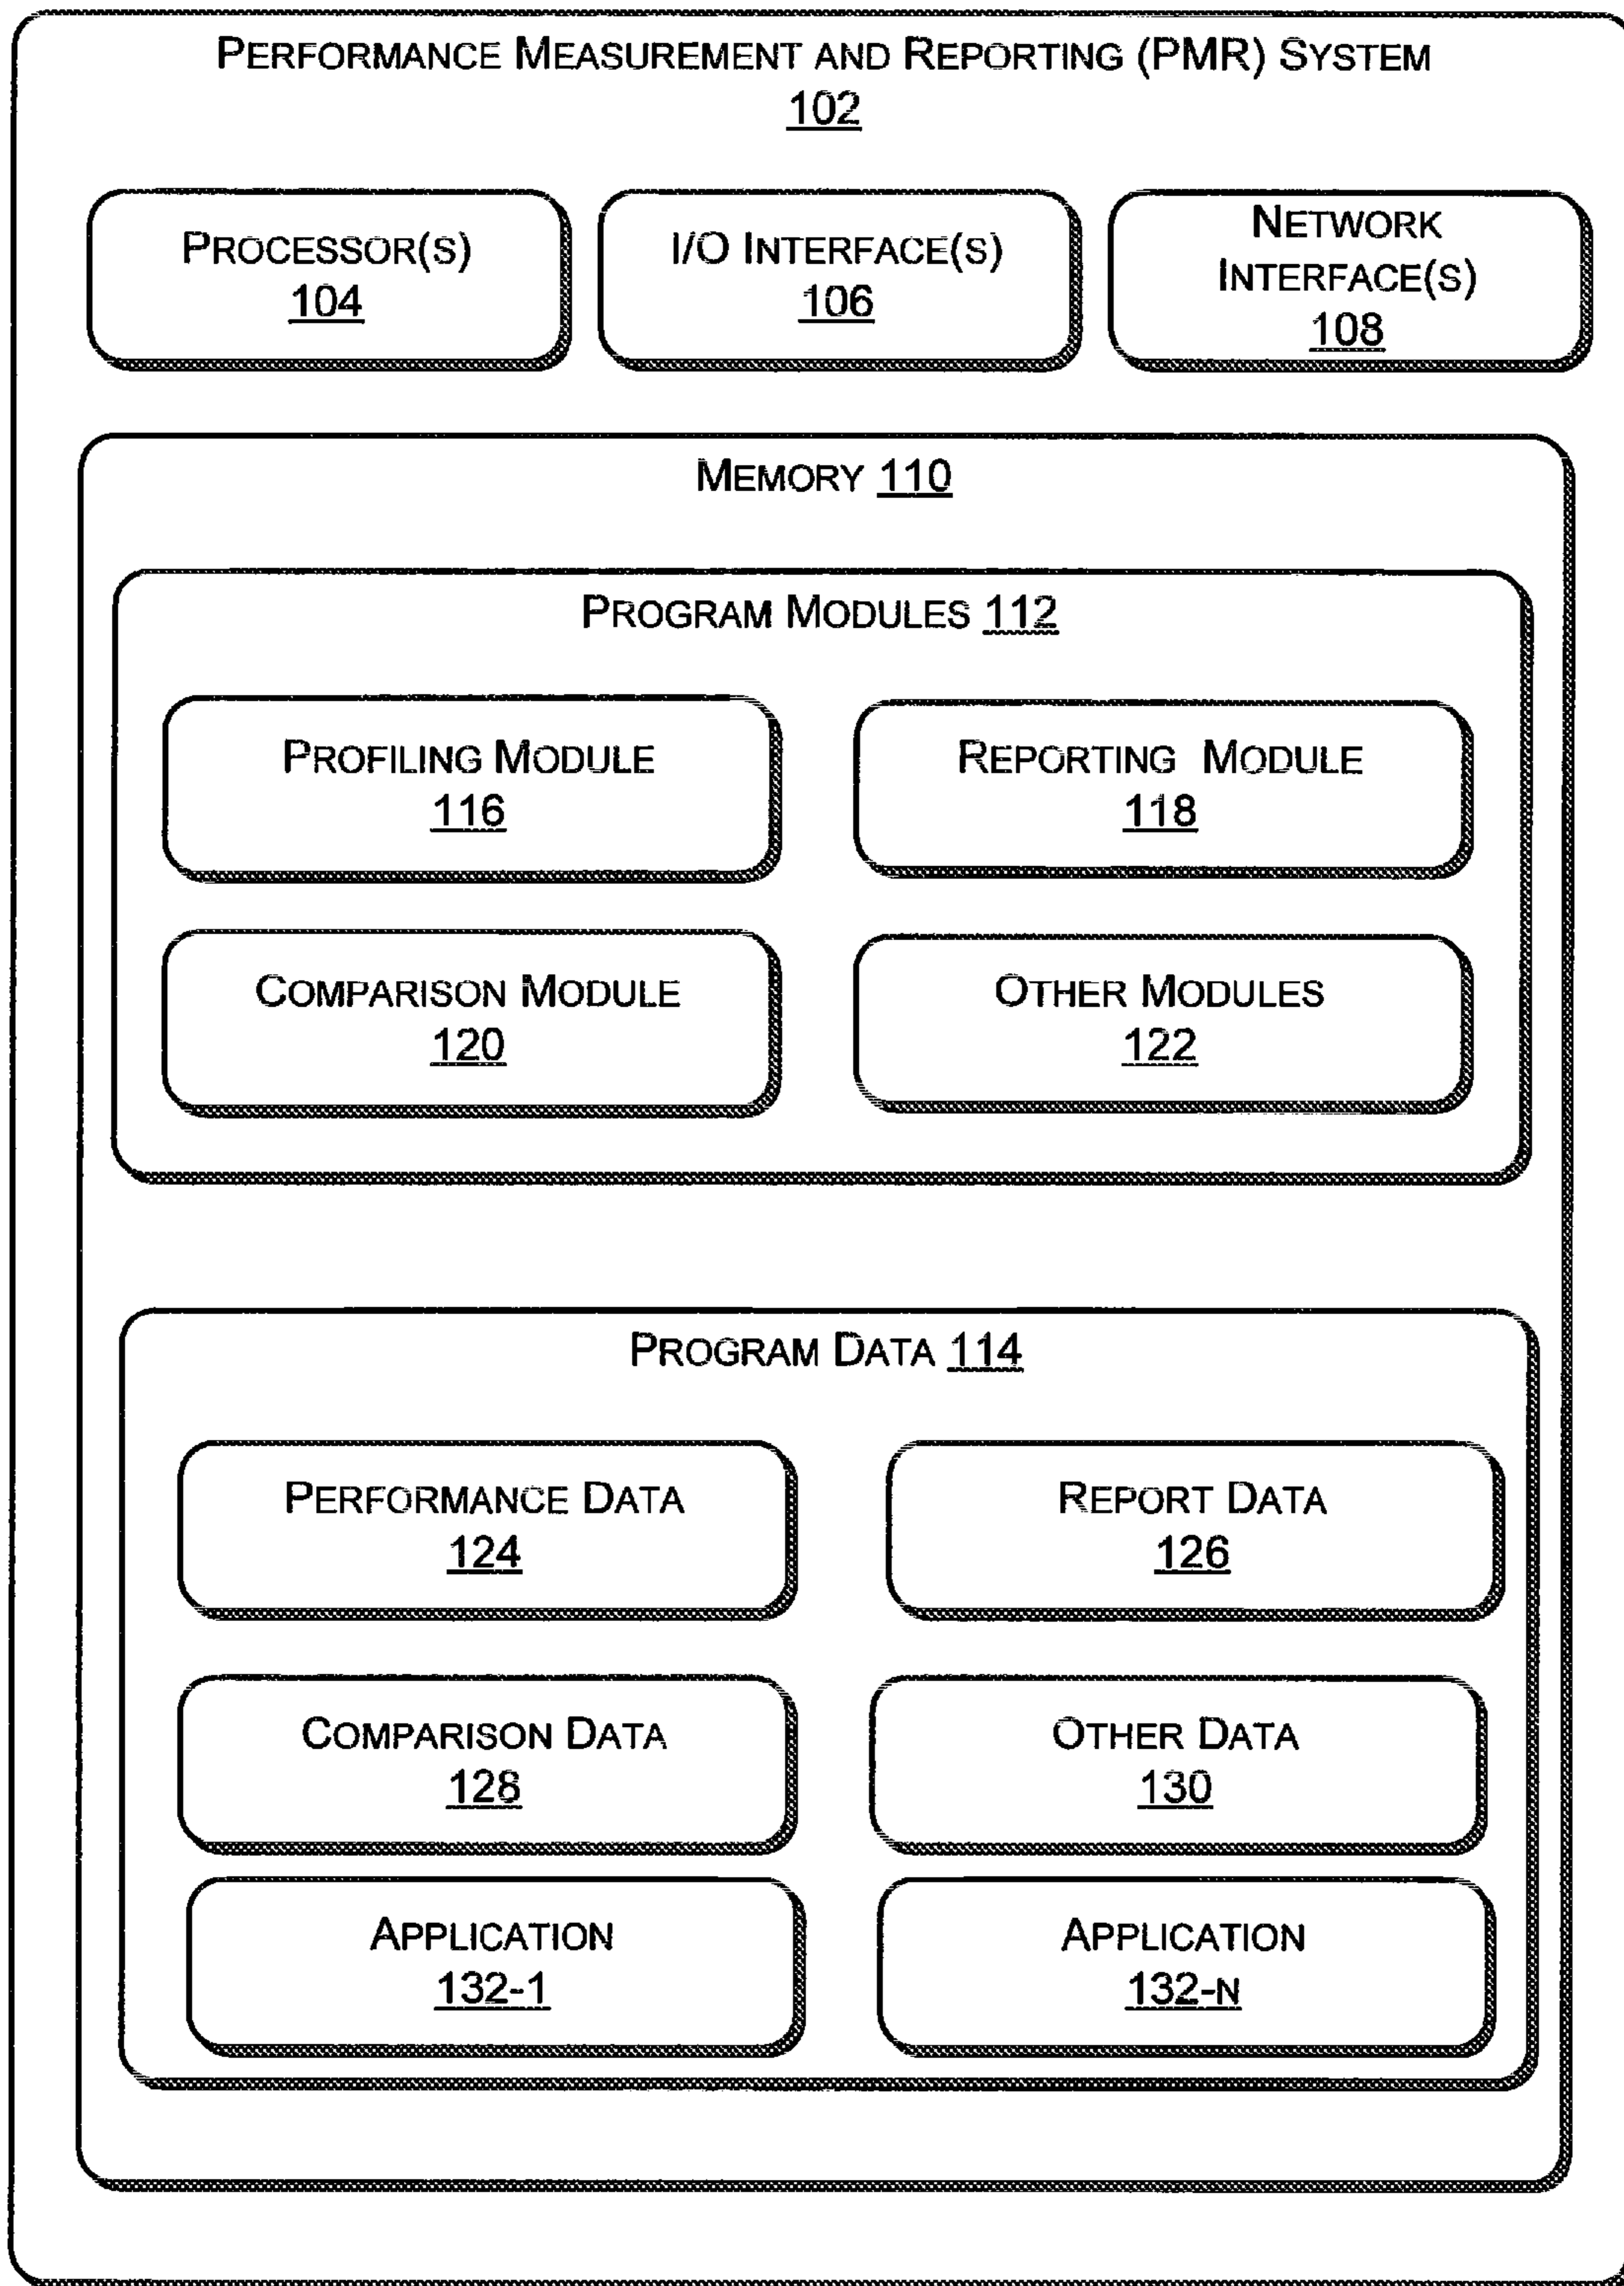 PERFORMANCE MEASUREMENT AND REPORTING (PMR) SYSTEM
102
PROCESSOR(S)
104
I/O INTERFACE(S)
106
NETWORK
INTERFACE(S)
108
MEMORY 110
PROGRAM MODULES 112
PROFILING MODULE
116
REPORTING MODULE
118
COMPARISON MODULE
120
OTHER MODULES
122
PROGRAM DATA 114
PERFORMANCE DATA
124
REPORT DATA
126
COMPARISON DATA
128
OTHER DATA
130
APPLICATION
132-1
APPLICATION
132-N